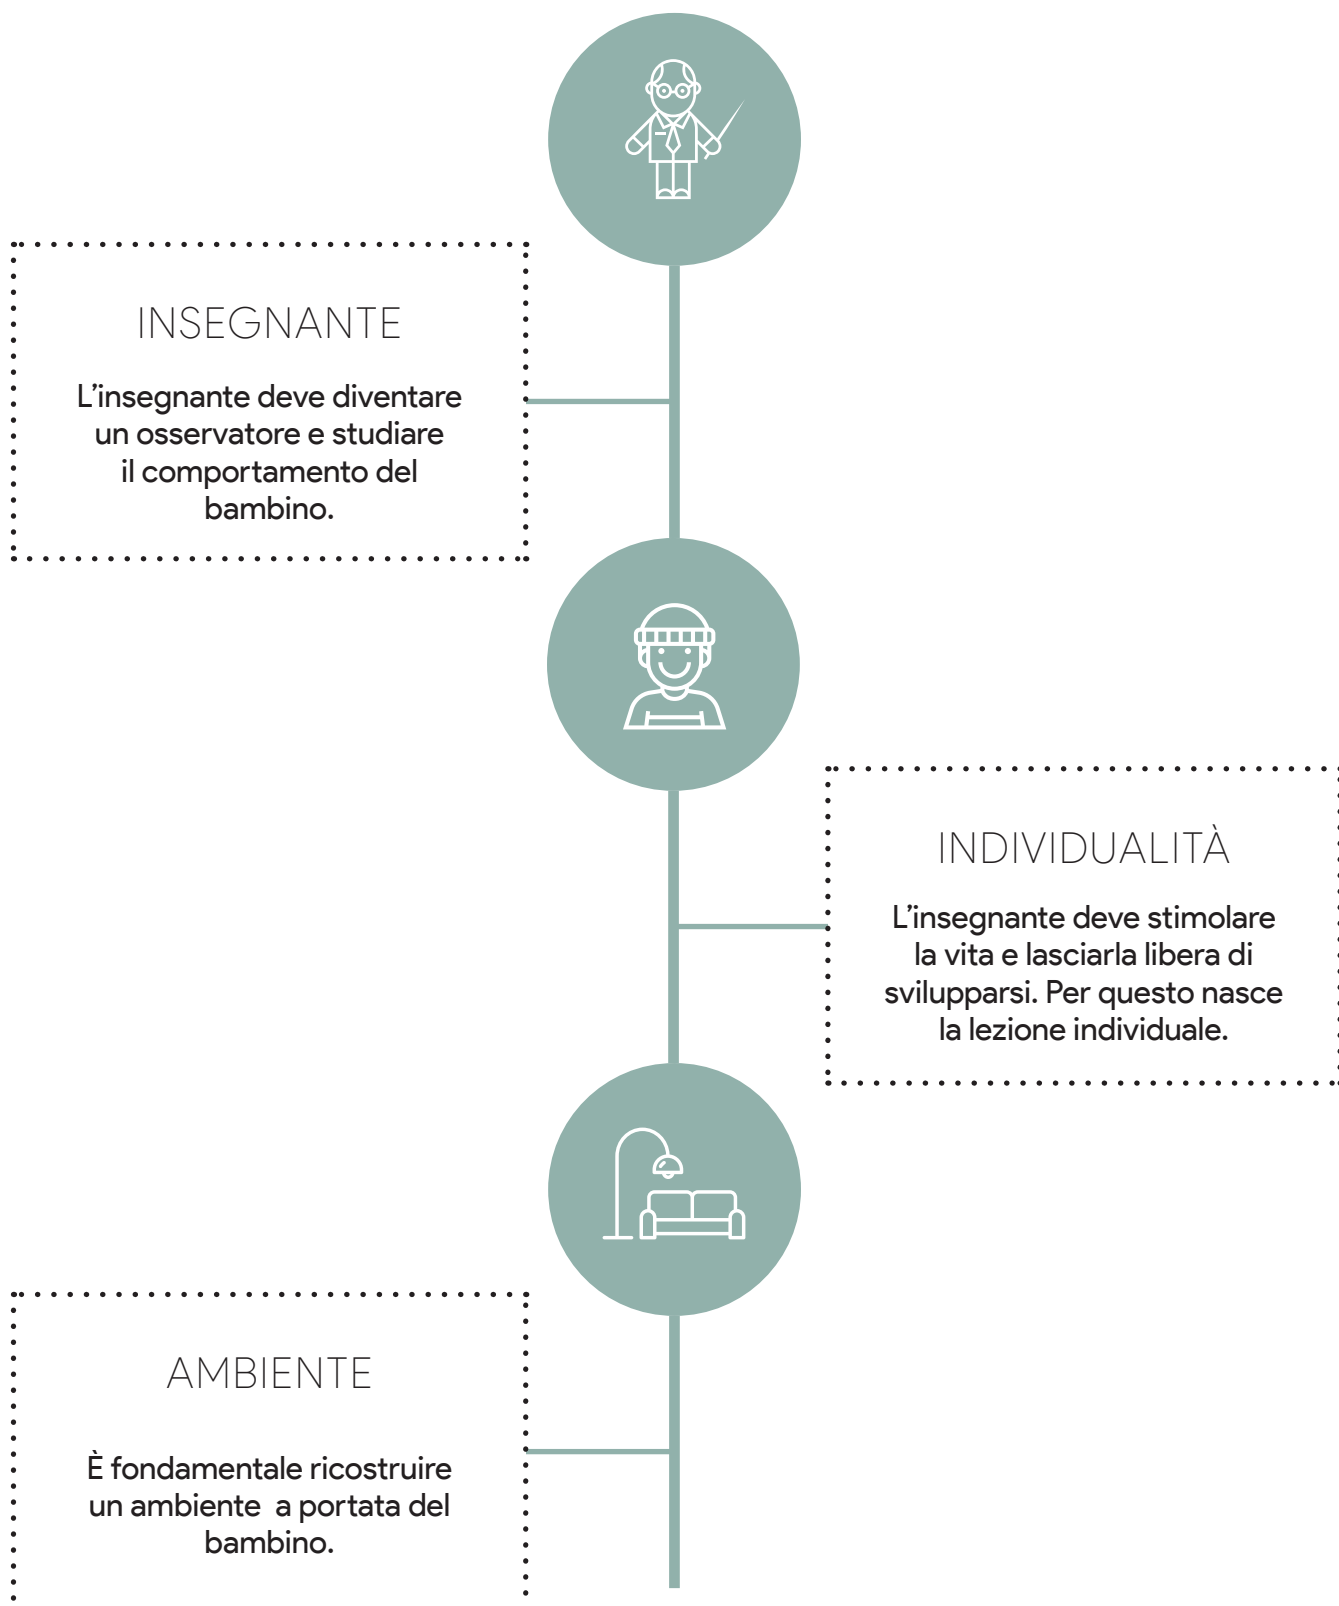 INSEGNANTE
L’insegnante deve diventare
un osservatore e studiare
il comportamento del
bambino.
INDIVIDUALITÀ
L’insegnante deve stimolare
la vita e lasciarla libera di
svilupparsi. Per questo nasce
la lezione individuale.
AMBIENTE
È fondamentale ricostruire
un ambiente  a portata del
bambino.